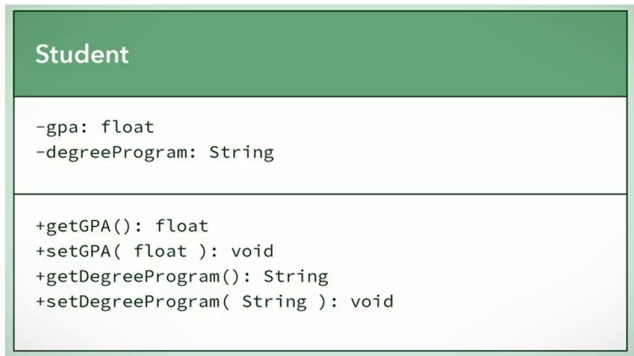 Student
-gpa: float
-degreeProgram: String
+getGPA(): float
+setGPA( float ): void
+getDegreeProgram(): String
+setDegreeProgram( String ): void